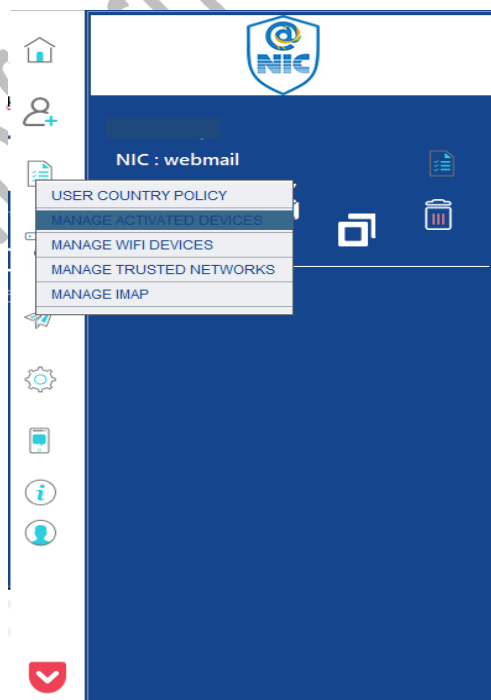 @
NIC
NIC : webmail
USER COUNTRY POLICY
MANAGE ACTIVATED DEVICES
MANAGE WIFI DEVICES
MANAGE TRUSTED NETWORKS
MANAGE IMAP
i